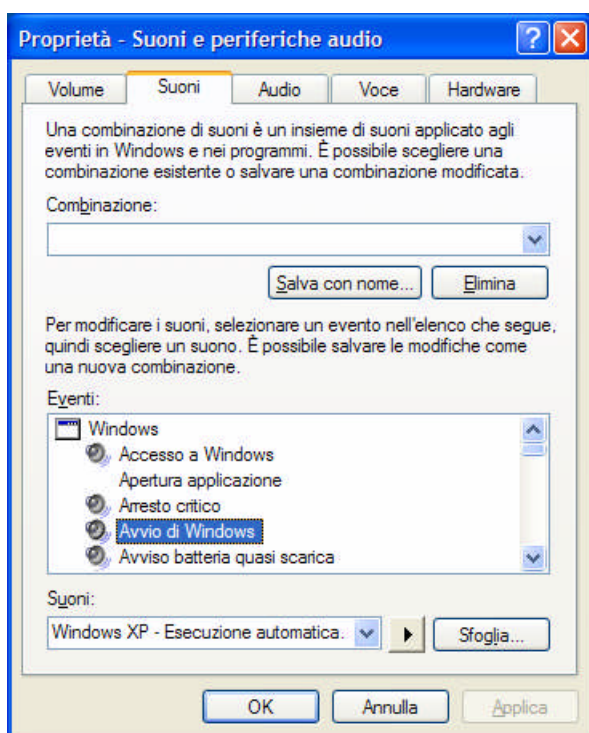 Proprietà - Suoni e periferiche audio
Volume Suoni Audio Voce Hardware
Una combinazione di suoni è un insieme di suoni applicato agli
eventi in Windows e nei programmi. È possibile scegliere una
combinazione esistente o salvare una combinazione modificata.
Combinazione:
Salva con nome... Elimina
Per modificare i suoni, selezionare un evento nell'elenco che segue,
quindi scegliere un suono. È possibile salvare le modifiche come
una nuova combinazione.
Eventi:
Windows
Accesso a Windows
Apertura applicazione
Arresto critico
Avvio di Windows
Avviso batteria quasi scarica
Suoni:
Windows XP - Esecuzione automatica. Sfoglia...
OK Annulla Applica